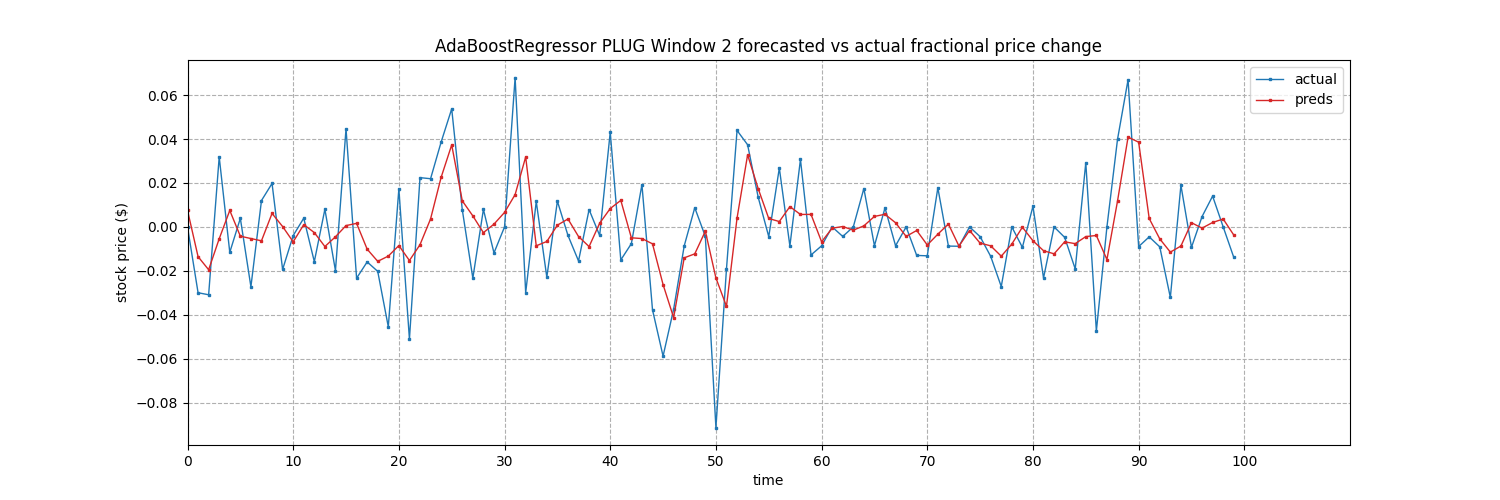 AdaBoostRegressor PLUG Window 2 forecasted vs actual fractional price change
actual
preds
stock price ($)
0.06
0.04
0.02
0.00
−0.02
−0.04
−0.06
−0.08
0 10 20 30 40 50 60 70 80 90 100
time